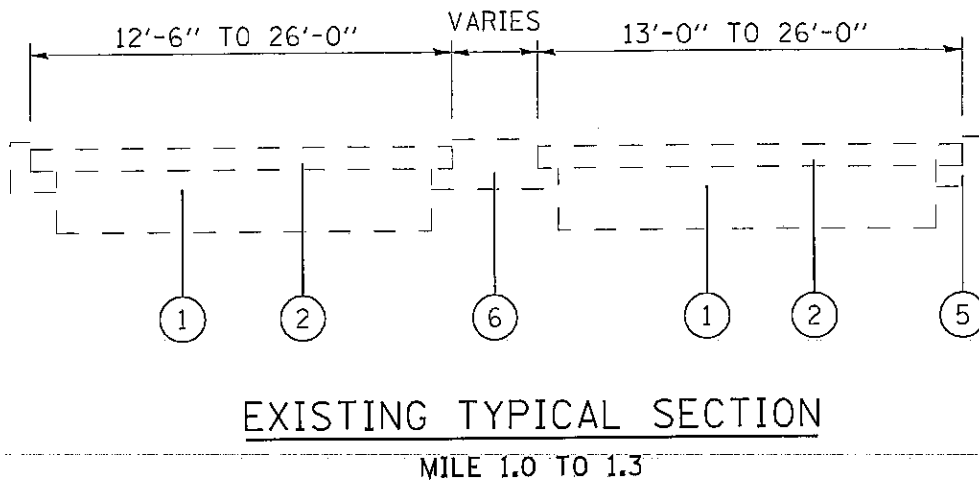 VARIES
12'-6" TO 26'-0"
13'-0" TO 26'-0"
1
2
6
1
2
5
EXISTING TYPICAL SECTION
MILE 1.0 TO 1.3